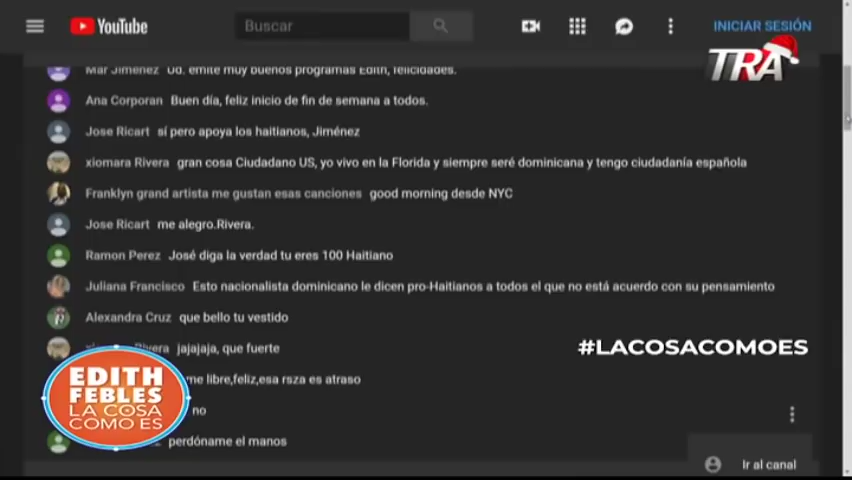 YouTube
Buscar
INICIAR SESIÓN
TRA
Mar Jiménez Ud. emite muy buenos programas Edith, felicidades.
Ana Corporan Buen día, feliz inicio de fin de semana a todos.
Jose Ricart sí pero apoya los haitianos, Jiménez
xiomara Rivera gran cosa Ciudadano US, yo vivo en la Florida y siempre seré dominicana y tengo ciudadanía española
Franklyn grand artista me gustan esas canciones good morning desde NYC
Jose Ricart me alegro.Rivera.
Ramon Perez José diga la verdad tu eres 100 Haitiano
Juliana Francisco Esto nacionalista dominicano le dicen pro-Haitianos a todos el que no está acuerdo con su pensamiento
Alexandra Cruz que bello tu vestido
Rivera jajajaja, que fuerte
#LACOSACOMOES
me libre,feliz,esa rsza es atraso
no
perdóname el manos
EDITH
FEBLES
LA COSA
COMO ES
Ir al canal